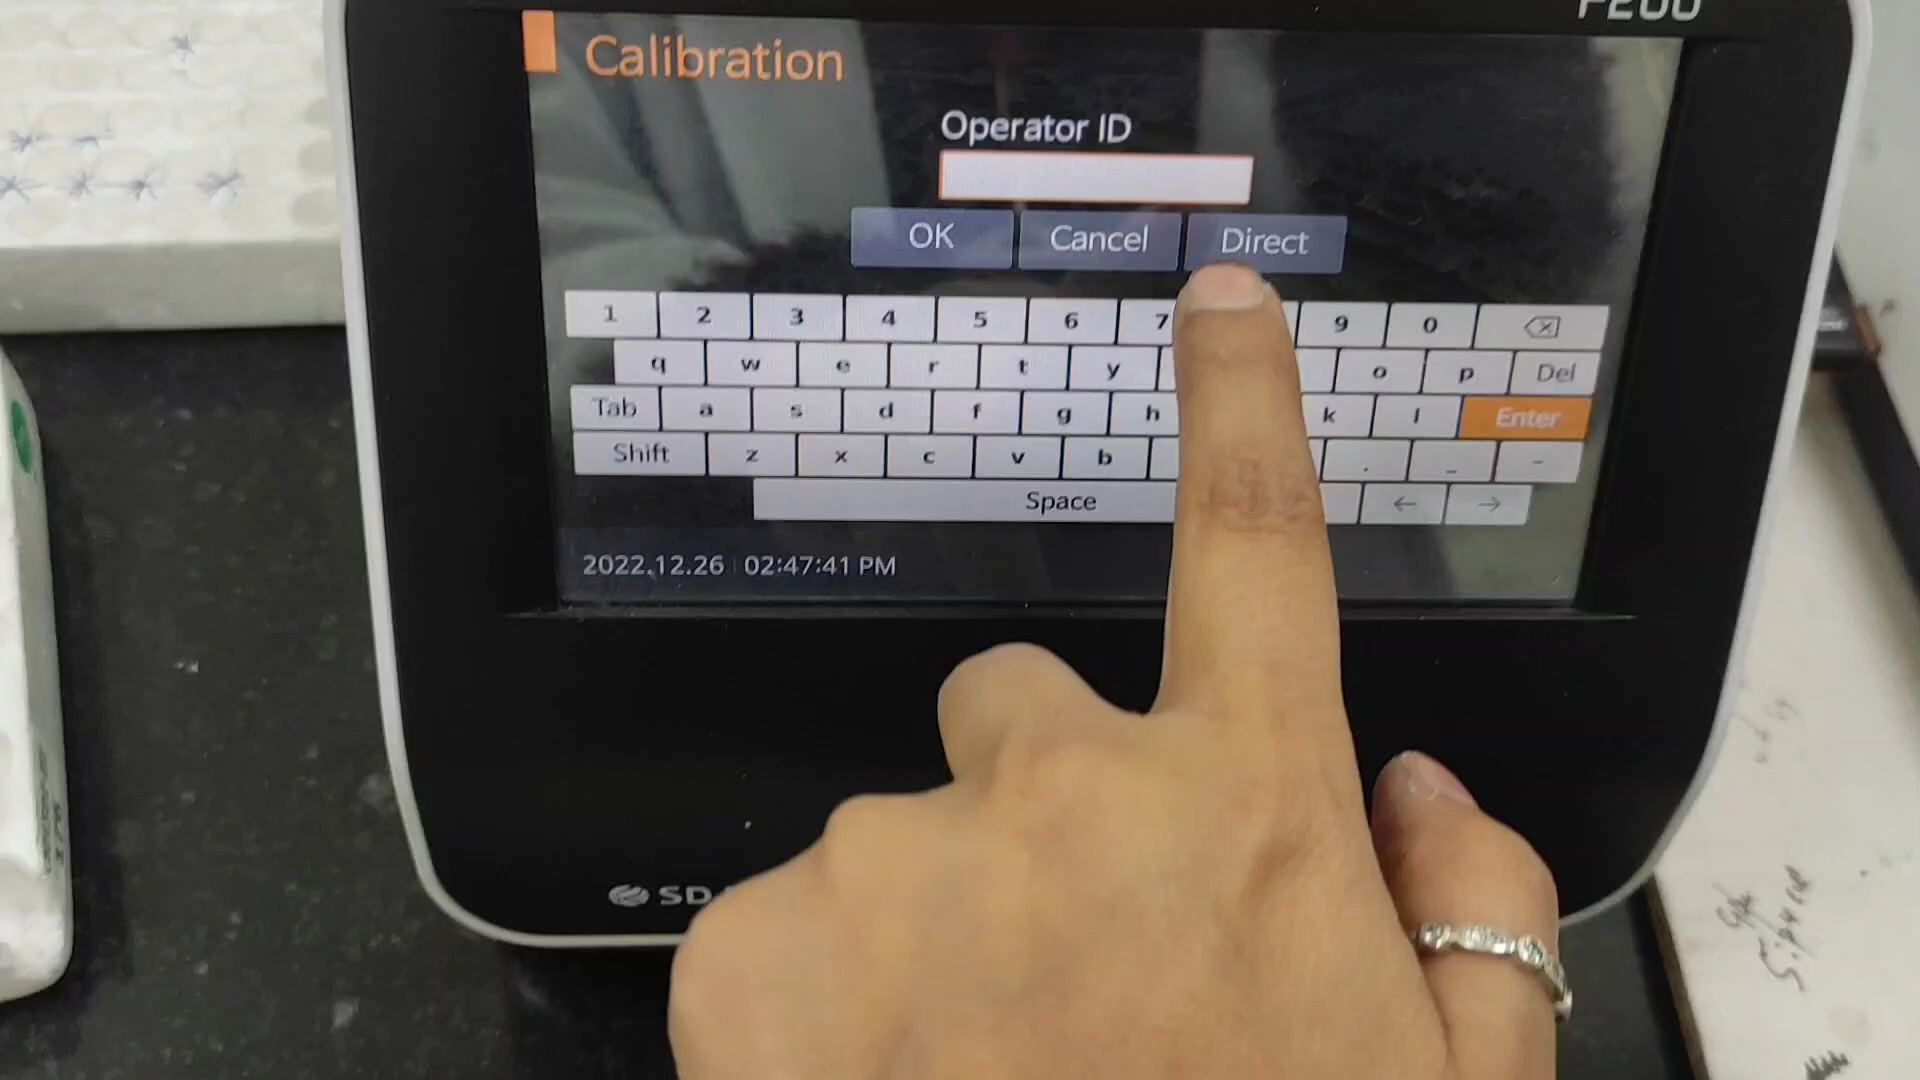 F200
Calibration
Operator ID
OK Cancel Direct
1 2 3 4 5 6 7 9 0
q w e r t y o p Del
Tab a s d f g h k l Enter
Shift z x c v b . _ -
Space ← →
2022.12.26 02:47:41 PM
SD